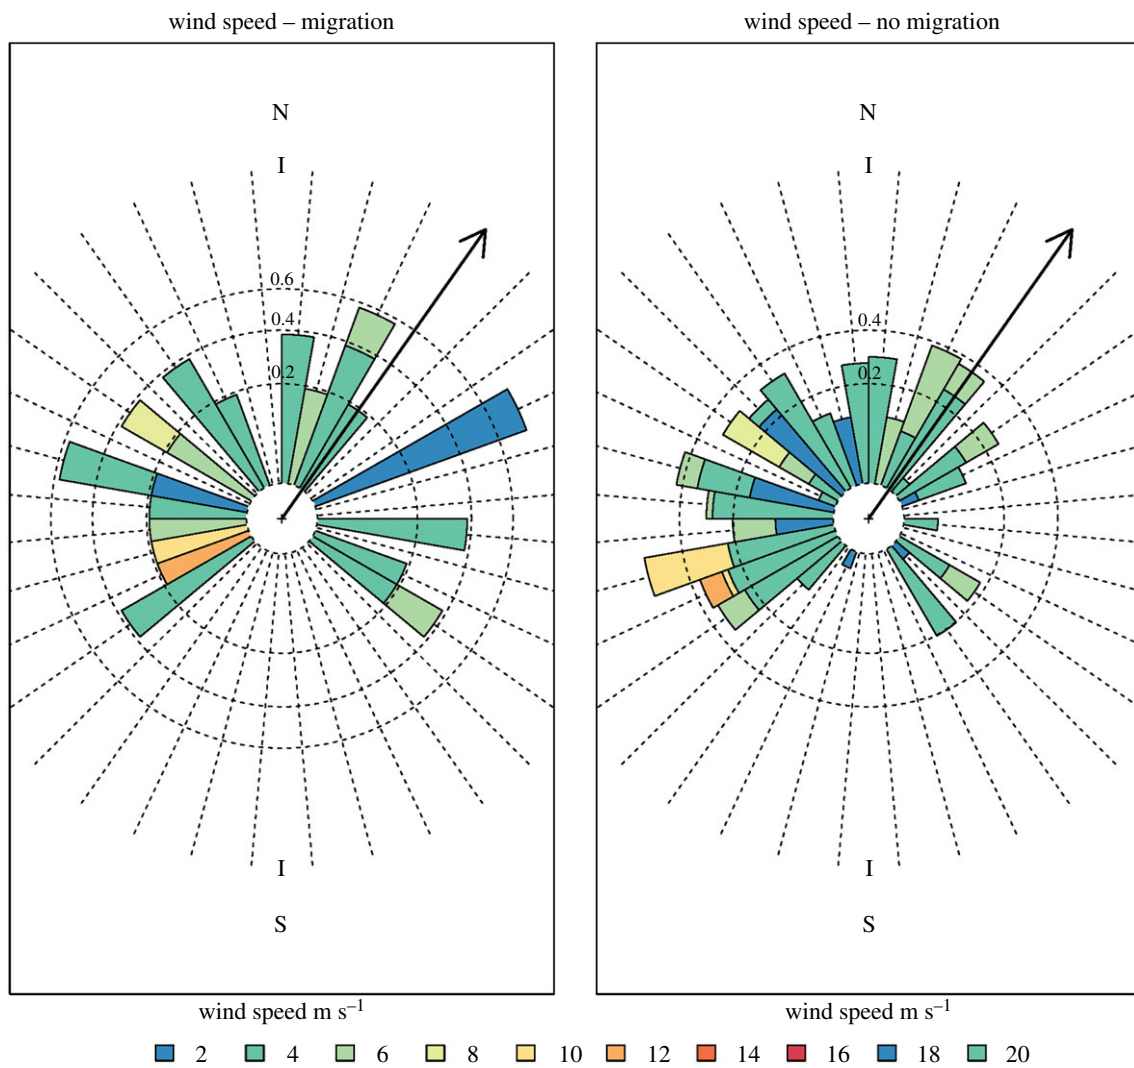 wind speed – migration
wind speed – no migration
N
N
I
I
0.6
0.4
0.4
0.2
0.2
I
I
S
S
wind speed m s⁻¹
wind speed m s⁻¹
2 4 6 8 10 12 14 16 18 20